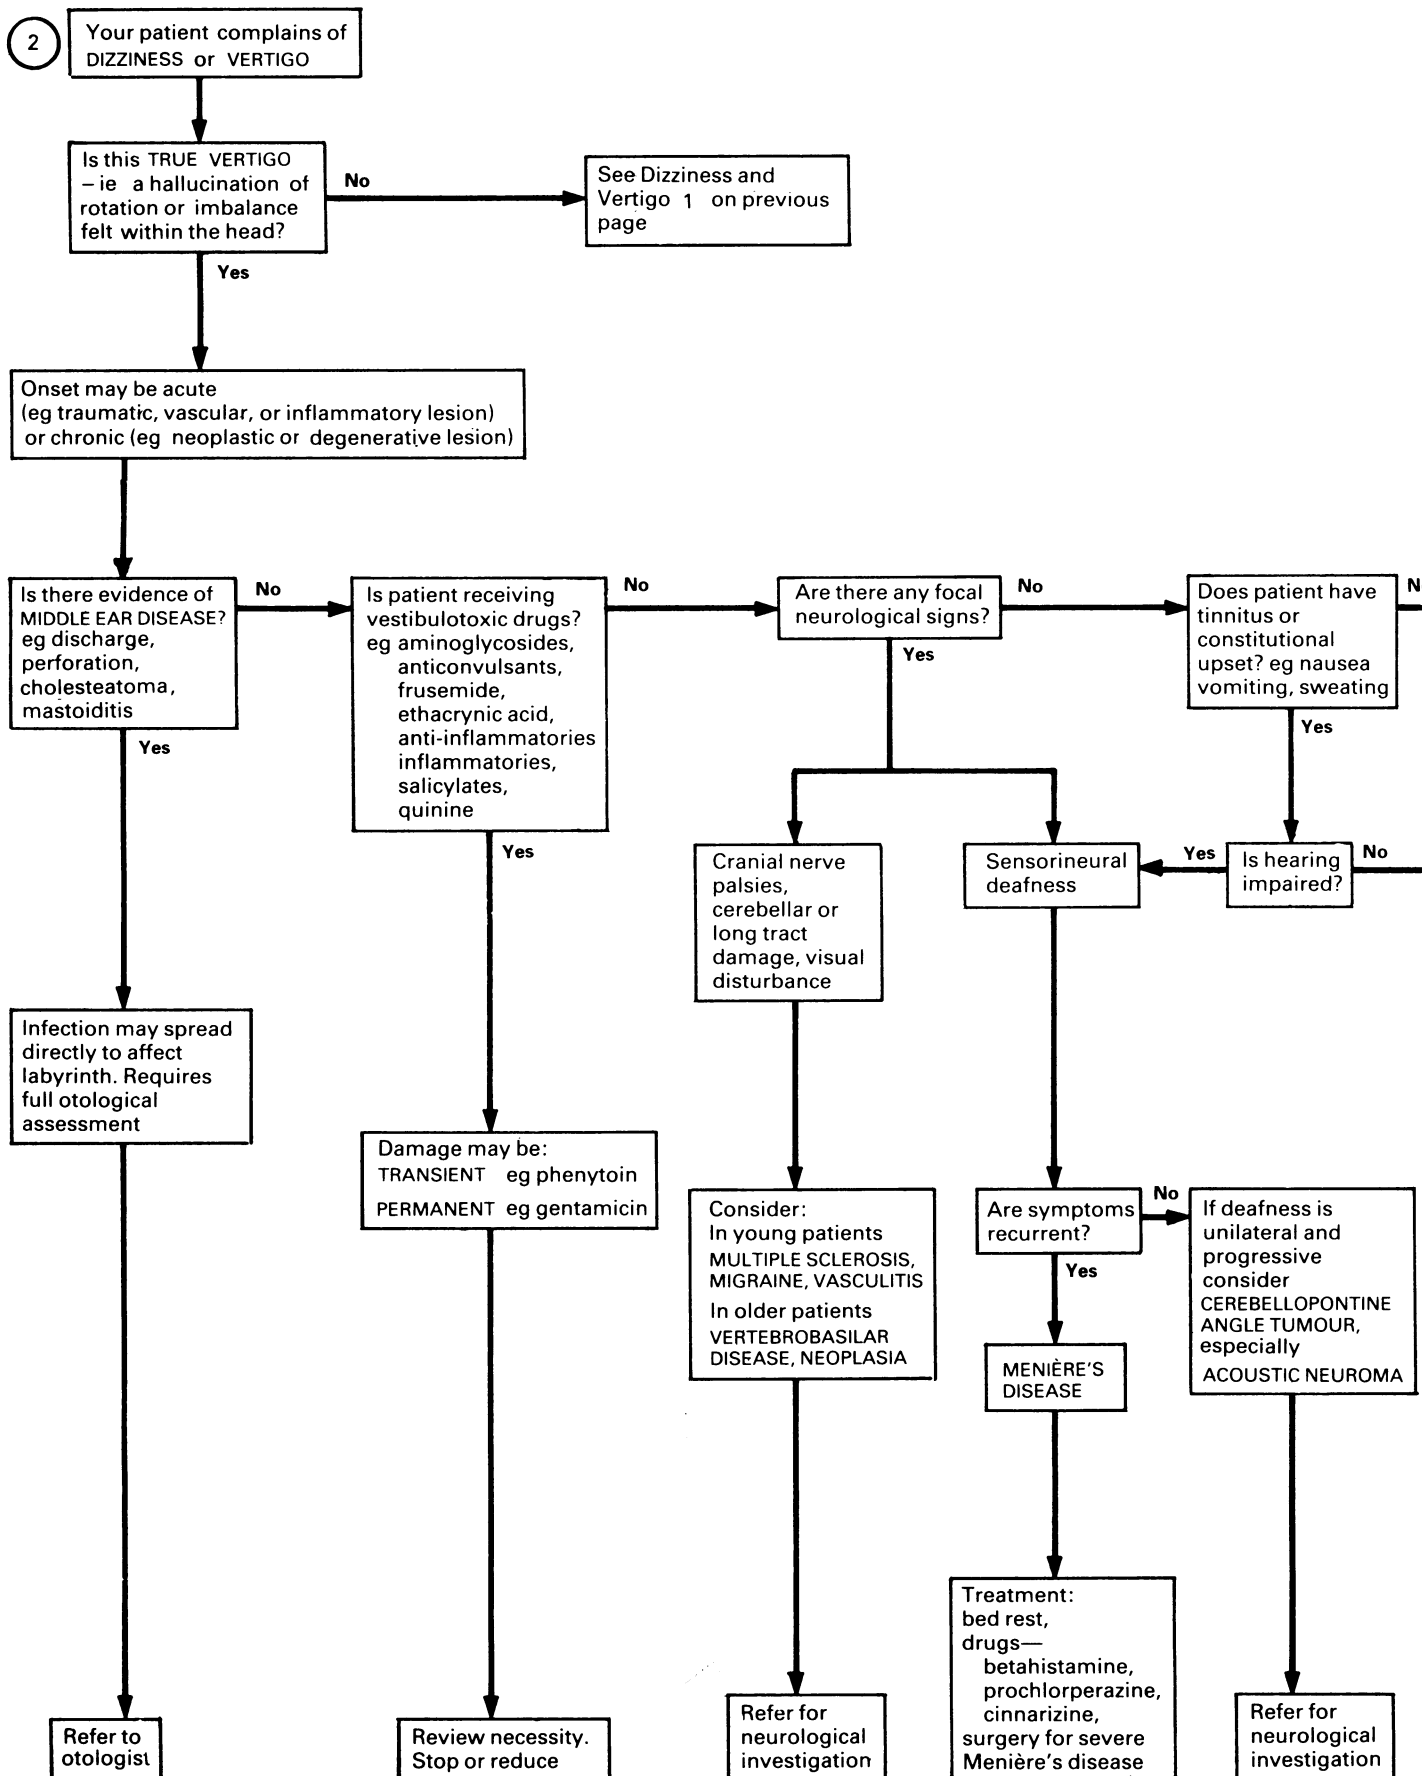 2
Your patient complains of
DIZZINESS or VERTIGO
Is this TRUE VERTIGO
– ie a hallucination of
rotation or imbalance
felt within the head?
No
See Dizziness and
Vertigo 1 on previous
page
Yes
Onset may be acute
(eg traumatic, vascular, or inflammatory lesion)
or chronic (eg neoplastic or degenerative lesion)
Is there evidence of
MIDDLE EAR DISEASE?
eg discharge,
perforation,
cholesteatoma,
mastoiditis
No
Is patient receiving
vestibulotoxic drugs?
eg aminoglycosides,
anticonvulsants,
frusemide,
ethacrynic acid,
anti-inflammatories
inflammatories,
salicylates,
quinine
No
Are there any focal
neurological signs?
No
Does patient have
tinnitus or
constitutional
upset? eg nausea
vomiting, sweating
N
Yes
Yes
Yes
Yes
Cranial nerve
palsies,
cerebellar or
long tract
damage, visual
disturbance
Sensorineural
deafness
Yes
Is hearing
impaired?
No
Infection may spread
directly to affect
labyrinth. Requires
full otological
assessment
Damage may be:
TRANSIENT eg phenytoin
PERMANENT eg gentamicin
Consider:
In young patients
MULTIPLE SCLEROSIS,
MIGRAINE, VASCULITIS
In older patients
VERTEBROBASILAR
DISEASE, NEOPLASIA
Are symptoms
recurrent?
No
If deafness is
unilateral and
progressive
consider
CEREBELLOPONTINE
ANGLE TUMOUR,
especially
ACOUSTIC NEUROMA
Yes
MENIÈRE'S
DISEASE
Refer to
otologist
Review necessity.
Stop or reduce
Refer for
neurological
investigation
Treatment:
bed rest,
drugs—
betahistamine,
prochlorperazine,
cinnarizine,
surgery for severe
Menière's disease
Refer for
neurological
investigation